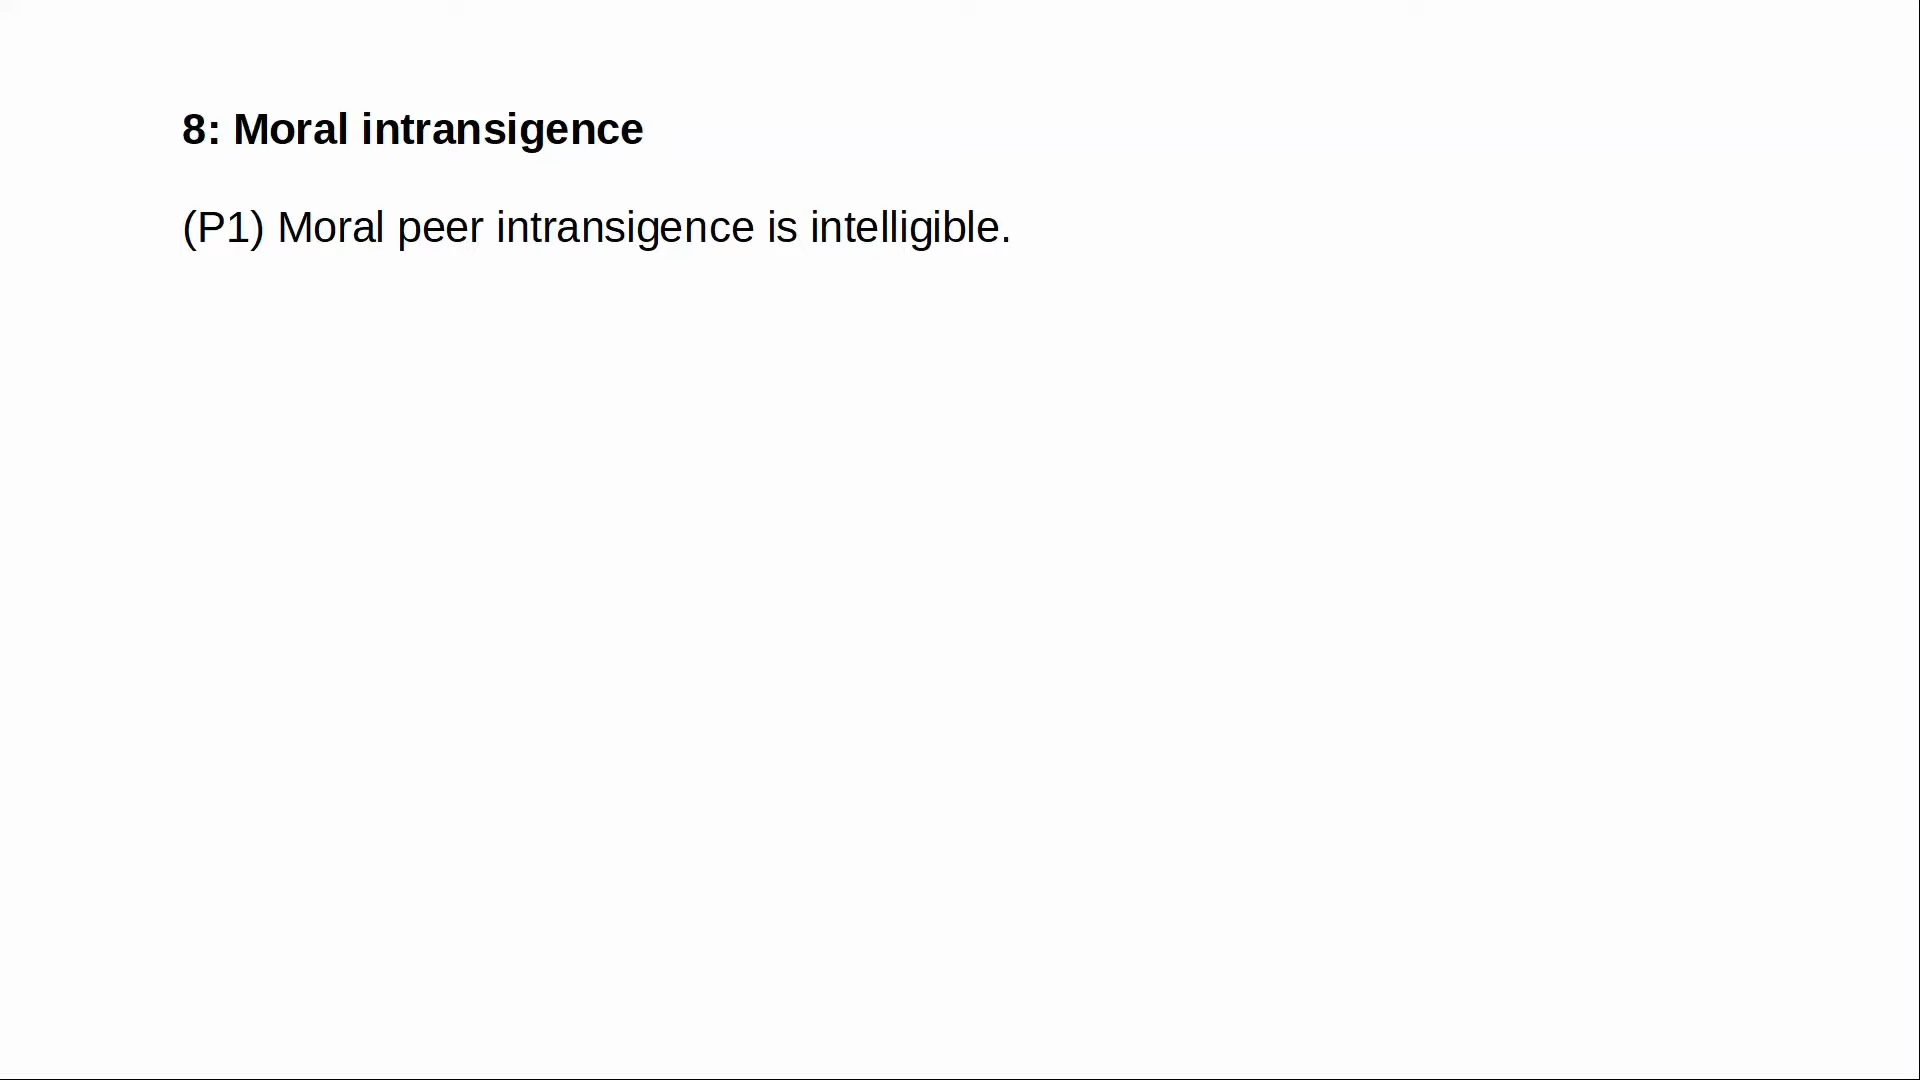 8: Moral intransigence
(P1) Moral peer intransigence is intelligible.